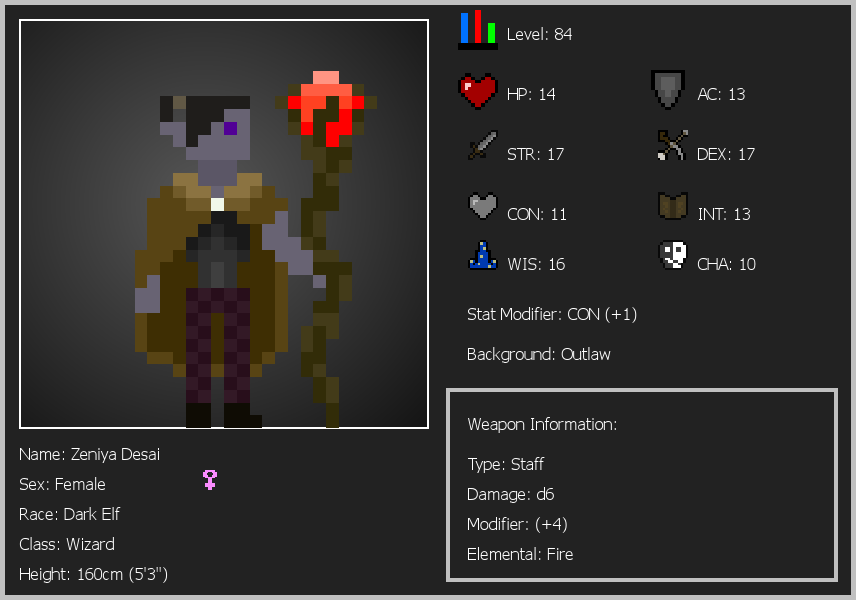 Level: 84
HP: 14
AC: 13
STR: 17
DEX: 17
CON: 11
INT: 13
WIS: 16
CHA: 10
Stat Modifier: CON (+1)
Background: Outlaw
Weapon Information:
Type: Staff
Damage: d6
Modifier: (+4)
Elemental: Fire
Name: Zeniya Desai
Sex: Female
Race: Dark Elf
Class: Wizard
Height: 160cm (5'3")